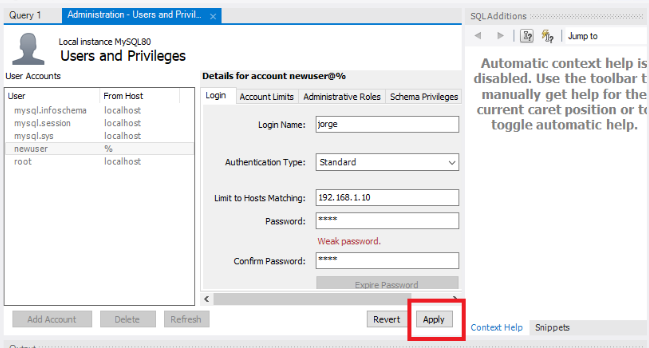 Query 1
Administration - Users and Privil...
SQLAdditions
Local instance MySQL80
Users and Privileges
Jump to
User Accounts
Details for account newuser@%
Automatic context help is
disabled. Use the toolbar t
manually get help for the
current caret position or to
toggle automatic help.
User From Host
mysql.infoschema localhost
mysql.session localhost
mysql.sys localhost
newuser %
root localhost
Login Account Limits Administrative Roles Schema Privileges
Login Name: jorge
Authentication Type: Standard
Limit to Hosts Matching: 192.168.1.10
Password: ****
Weak password.
Confirm Password: ****
Expire Password
Add Account Delete Refresh Revert Apply
Context Help Snippets